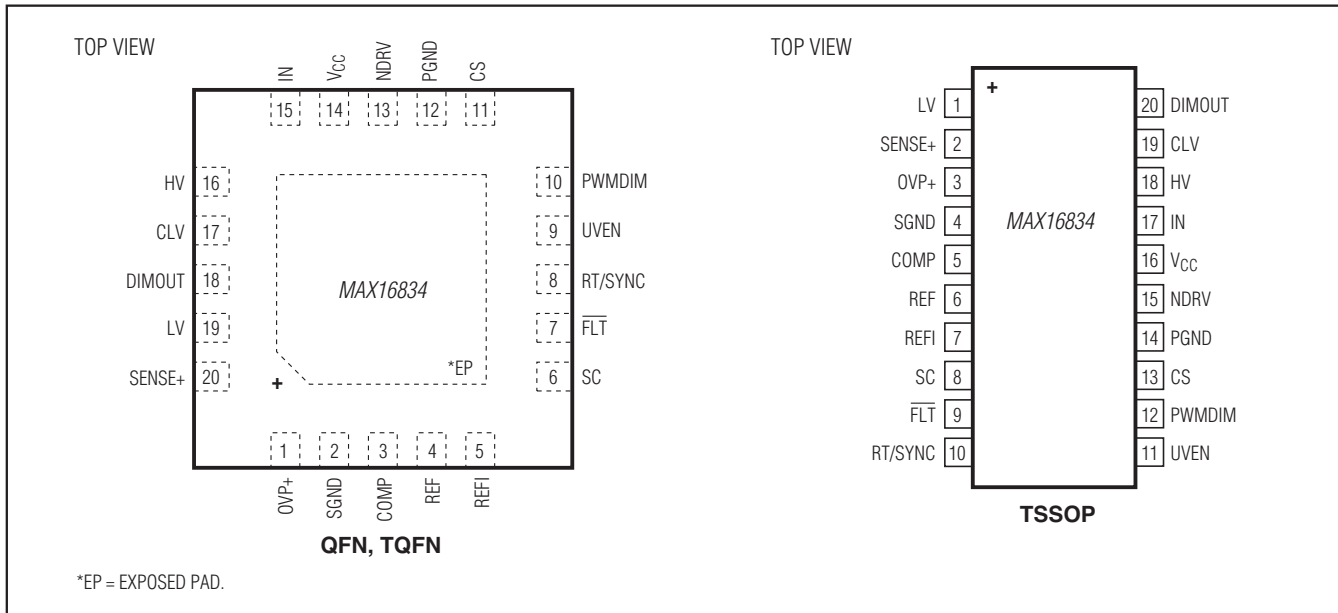 TOP VIEW
IN
VCC
NDRV
PGND
CS
15
14
13
12
11
HV 16
CLV 17
DIMOUT 18
LV 19
SENSE+ 20
10 PWMDIM
9 UVEN
8 RT/SYNC
7 FLT
6 SC
MAX16834
*EP
+
1
2
3
4
5
OVP+
SGND
COMP
REF
REFI
QFN, TQFN
*EP = EXPOSED PAD.
TOP VIEW
+
LV 1
SENSE+ 2
OVP+ 3
SGND 4
COMP 5
REF 6
REFI 7
SC 8
FLT 9
RT/SYNC 10
MAX16834
20 DIMOUT
19 CLV
18 HV
17 IN
16 VCC
15 NDRV
14 PGND
13 CS
12 PWMDIM
11 UVEN
TSSOP